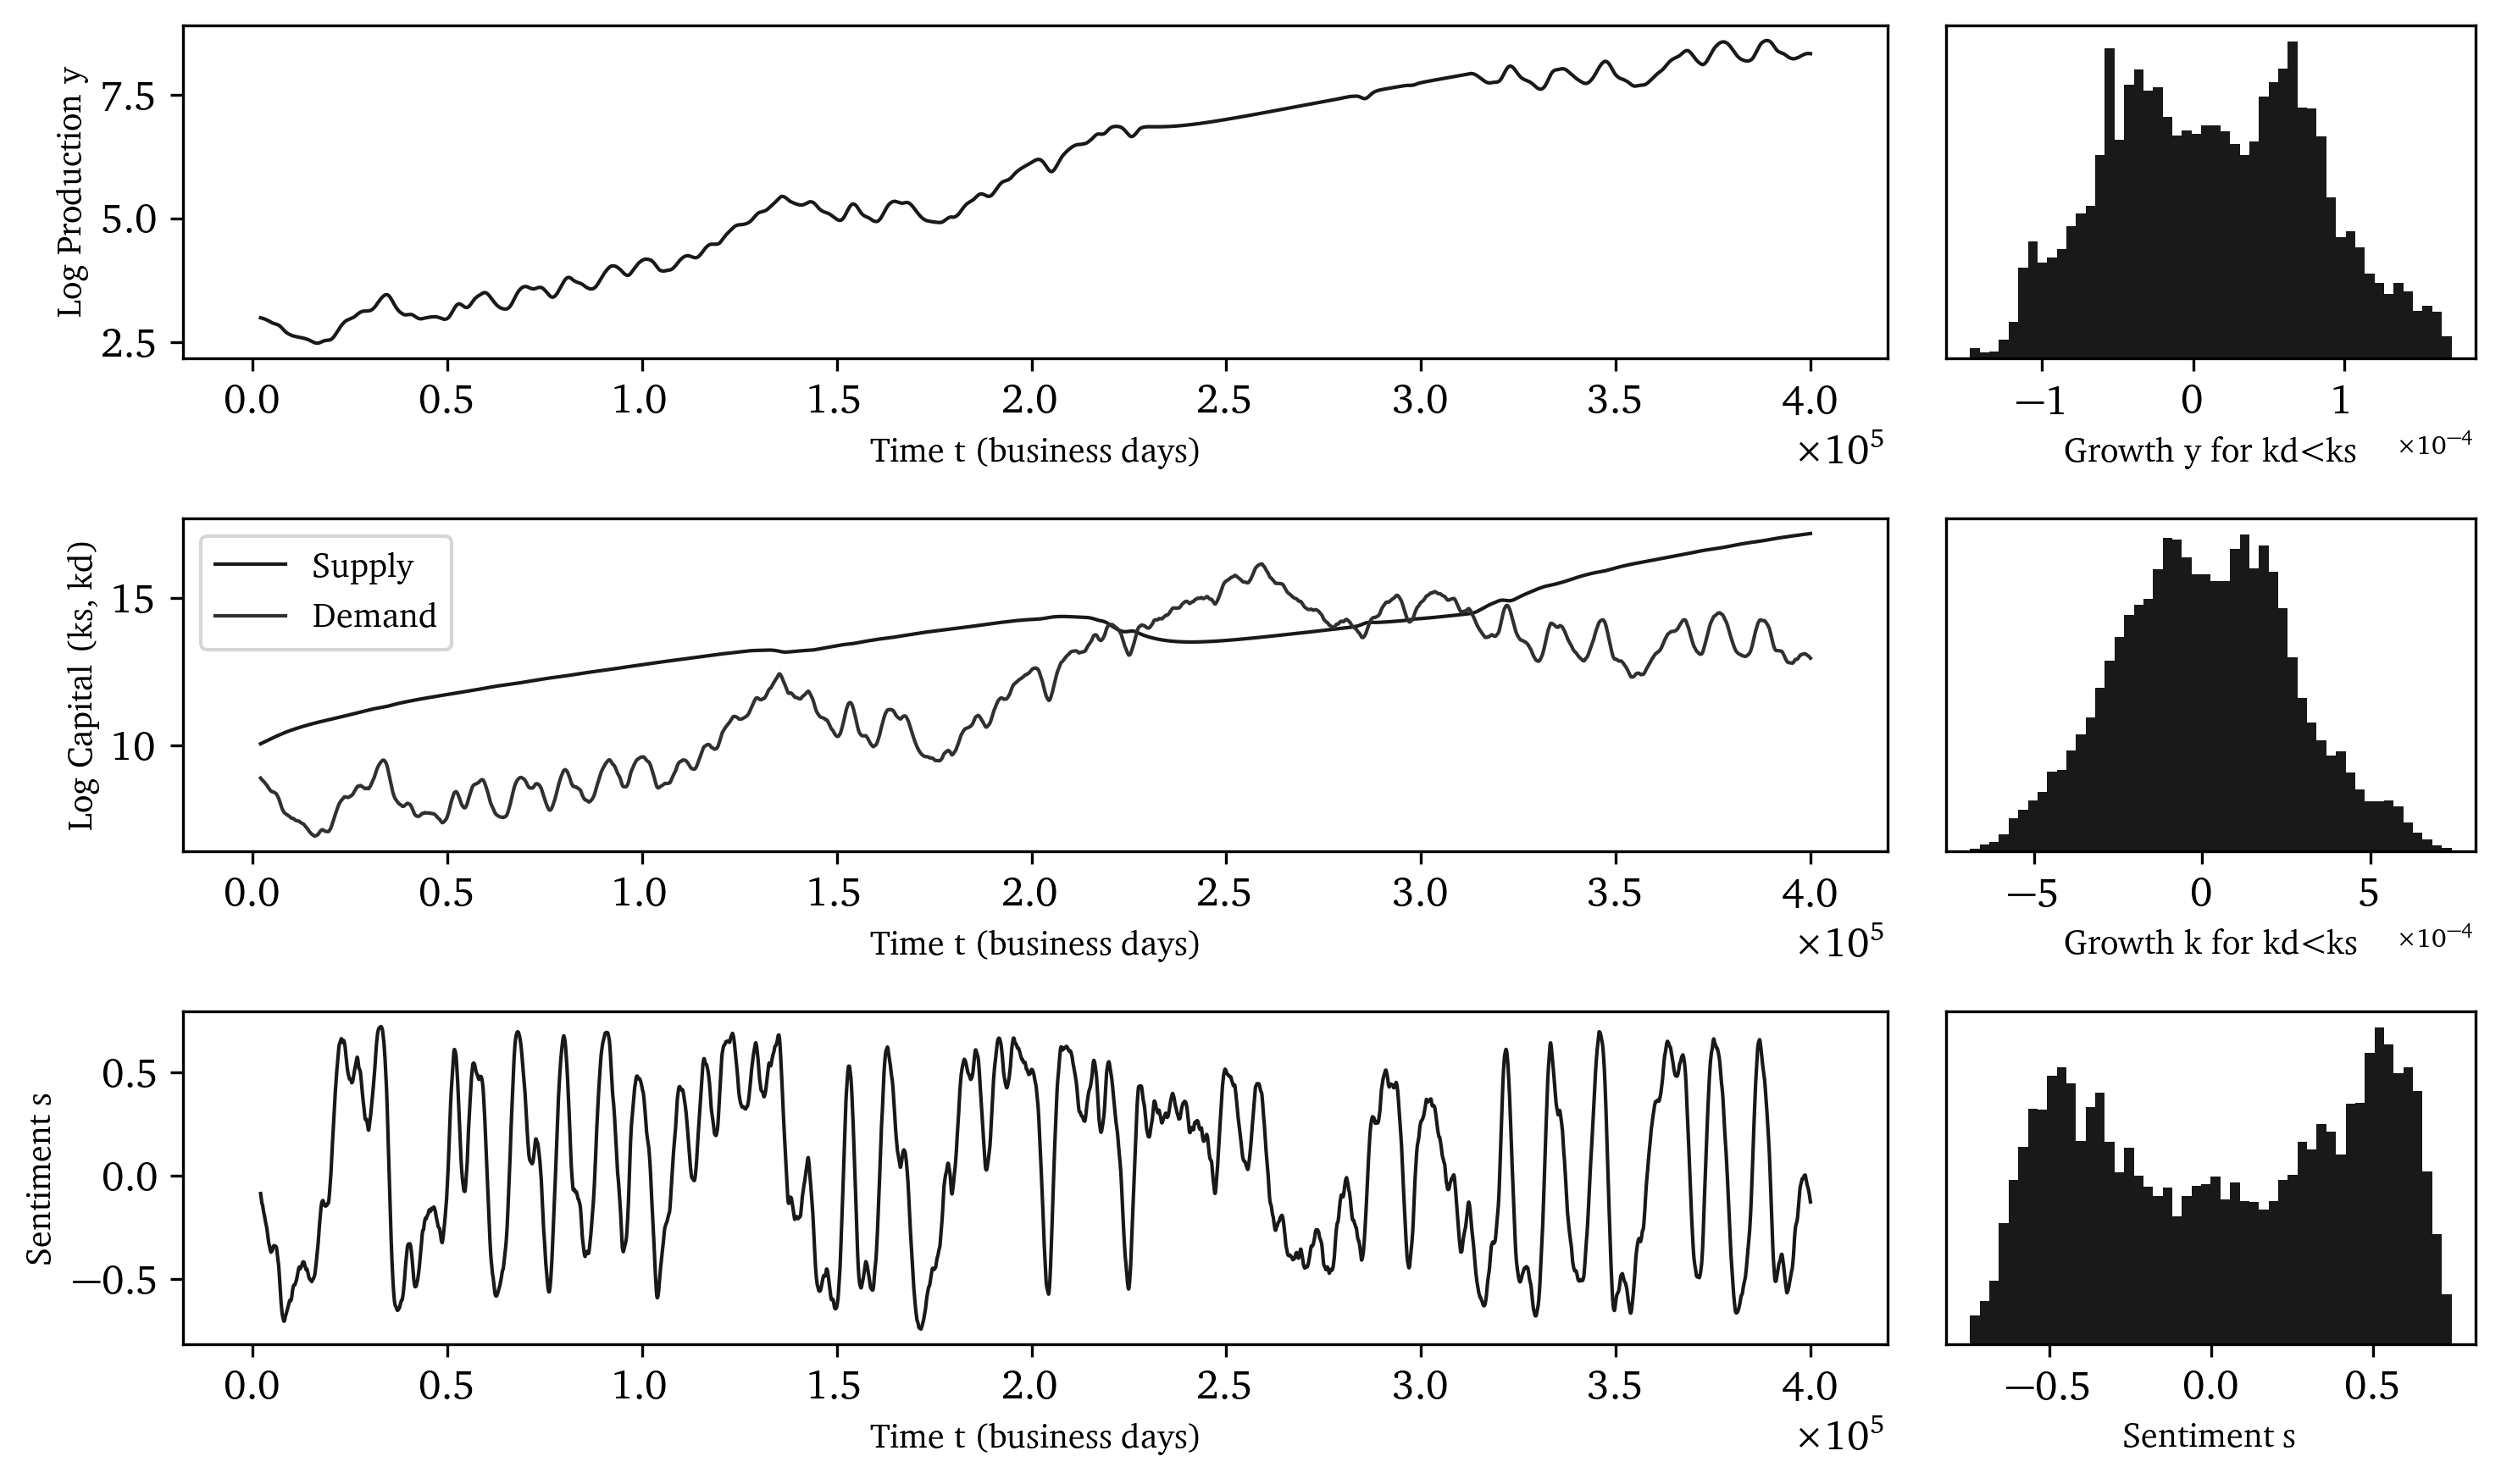 Log Production y
7.5
5.0
2.5
0.0 0.5 1.0 1.5 2.0 2.5 3.0 3.5 4.0
Time t (business days)
×10⁵
−1 0 1
Growth y for kd<ks
×10⁻⁴
Log Capital (ks, kd)
15
10
Supply
Demand
0.0 0.5 1.0 1.5 2.0 2.5 3.0 3.5 4.0
Time t (business days)
×10⁵
−5 0 5
Growth k for kd<ks
×10⁻⁴
Sentiment s
0.5
0.0
−0.5
0.0 0.5 1.0 1.5 2.0 2.5 3.0 3.5 4.0
Time t (business days)
×10⁵
−0.5 0.0 0.5
Sentiment s